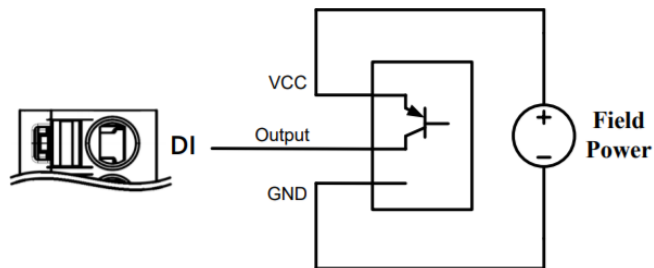 VCC
DI
Output
GND
+
−
Field
Power